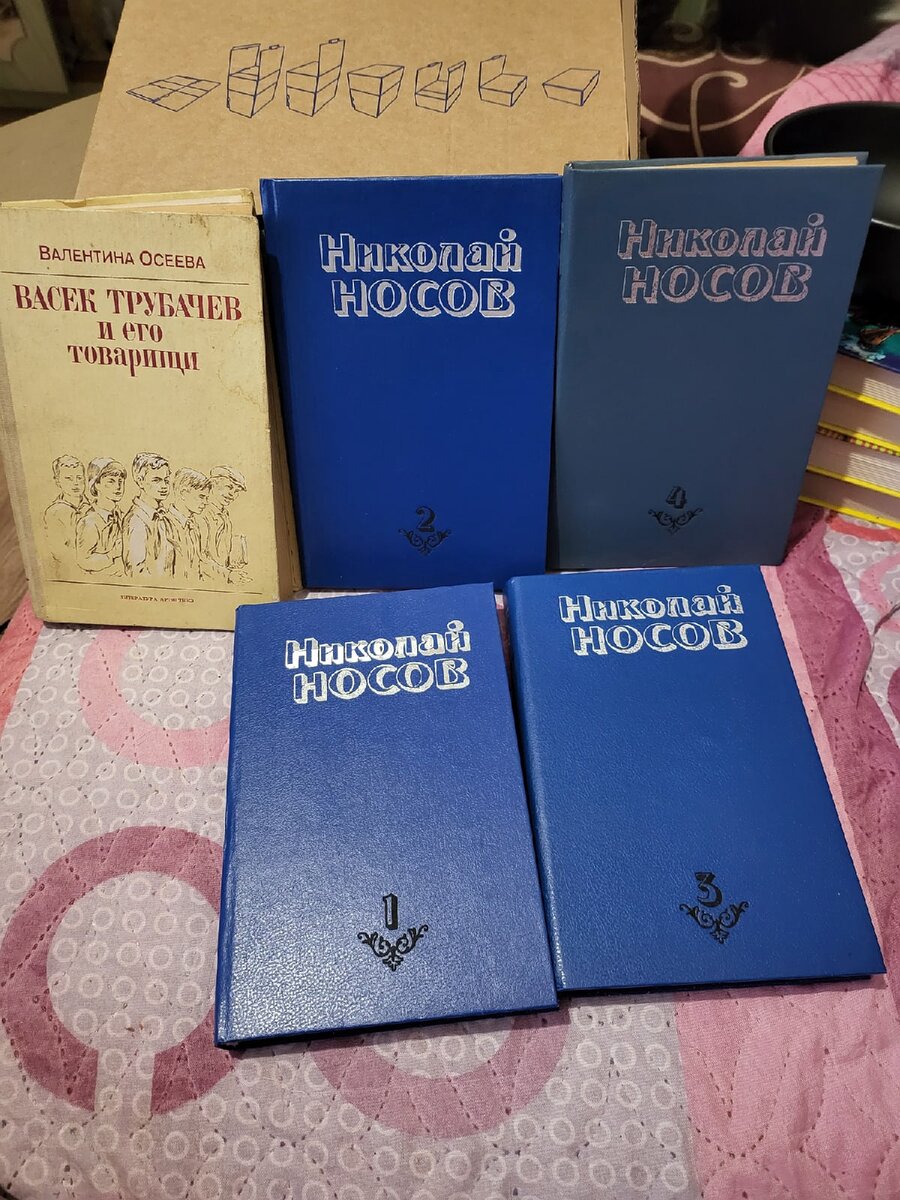 ВАЛЕНТИНА ОСЕЕВА
ВАСЕК ТРУБАЧЕВ
И ЕГО
ТОВАРИЩИ
НИКОЛАЙ
НОСОВ
2
НИКОЛАЙ
НОСОВ
4
НИКОЛАЙ
НОСОВ
1
НИКОЛАЙ
НОСОВ
3